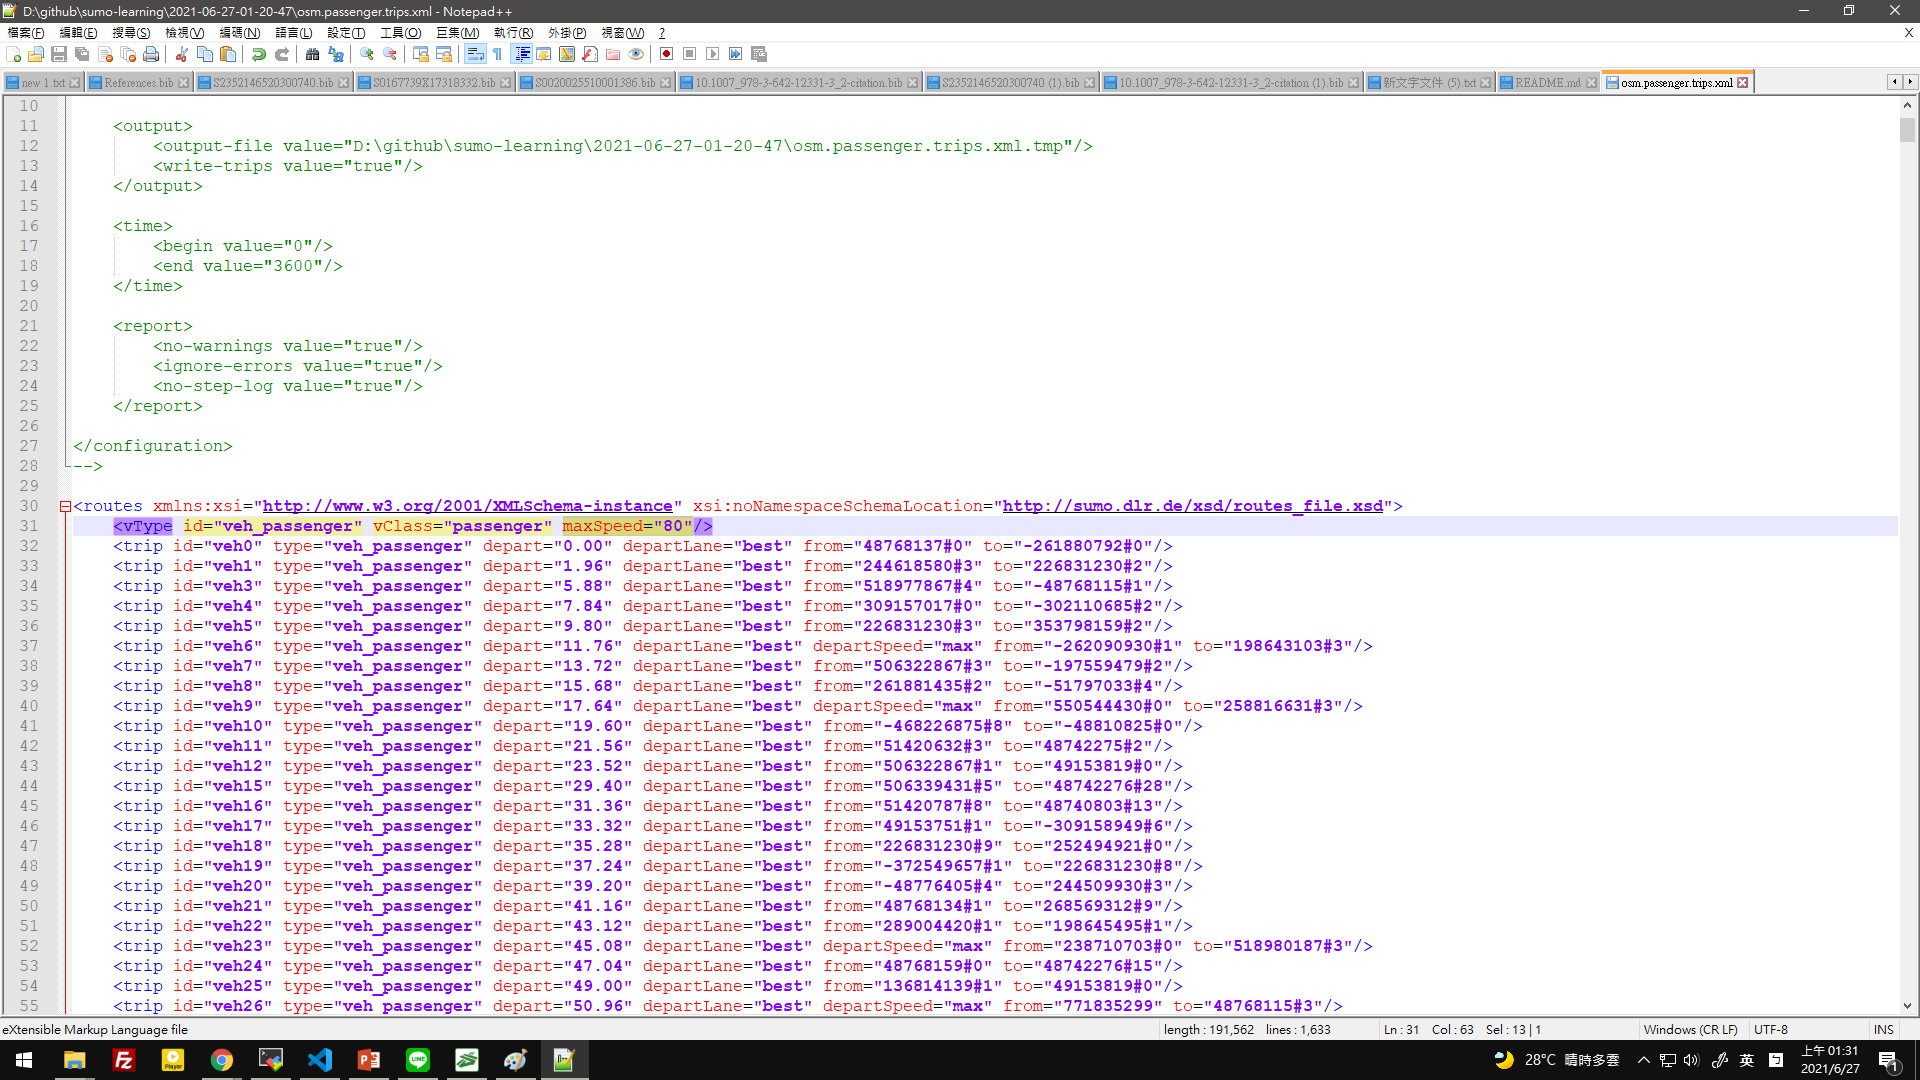 D:\github\sumo-learning\2021-06-27-01-20-47\osm.passenger.trips.xml - Notepad++
檔案(F) 編輯(E) 搜尋(S) 檢視(V) 編碼(N) 語言(L) 設定(T) 工具(O) 巨集(M) 執行(R) 外掛(P) 視窗(W) ? X
new 1.txt References.bib S2352146520300740.bib S0167739X17318332.bib S0020025510001386.bib 10.1007_978-3-642-12331-3_2-citation.bib S2352146520300740 (1).bib 10.1007_978-3-642-12331-3_2-citation (1).bib 新文字文件 (5).txt README.md osm.passenger.trips.xml
10
11 <output>
12 <output-file value="D:\github\sumo-learning\2021-06-27-01-20-47\osm.passenger.trips.xml.tmp"/>
13 <write-trips value="true"/>
14 </output>
15
16 <time>
17 <begin value="0"/>
18 <end value="3600"/>
19 </time>
20
21 <report>
22 <no-warnings value="true"/>
23 <ignore-errors value="true"/>
24 <no-step-log value="true"/>
25 </report>
26
27 </configuration>
28 -->
29
30 <routes xmlns:xsi="http://www.w3.org/2001/XMLSchema-instance" xsi:noNamespaceSchemaLocation="http://sumo.dlr.de/xsd/routes_file.xsd">
31 <vType id="veh_passenger" vClass="passenger" maxSpeed="80"/>
32 <trip id="veh0" type="veh_passenger" depart="0.00" departLane="best" from="48768137#0" to="-261880792#0"/>
33 <trip id="veh1" type="veh_passenger" depart="1.96" departLane="best" from="244618580#3" to="226831230#2"/>
34 <trip id="veh3" type="veh_passenger" depart="5.88" departLane="best" from="518977867#4" to="-48768115#1"/>
35 <trip id="veh4" type="veh_passenger" depart="7.84" departLane="best" from="309157017#0" to="-302110685#2"/>
36 <trip id="veh5" type="veh_passenger" depart="9.80" departLane="best" from="226831230#3" to="353798159#2"/>
37 <trip id="veh6" type="veh_passenger" depart="11.76" departLane="best" departSpeed="max" from="-262090930#1" to="198643103#3"/>
38 <trip id="veh7" type="veh_passenger" depart="13.72" departLane="best" from="506322867#3" to="-197559479#2"/>
39 <trip id="veh8" type="veh_passenger" depart="15.68" departLane="best" from="261881435#2" to="-51797033#4"/>
40 <trip id="veh9" type="veh_passenger" depart="17.64" departLane="best" departSpeed="max" from="550544430#0" to="258816631#3"/>
41 <trip id="veh10" type="veh_passenger" depart="19.60" departLane="best" from="-468226875#8" to="-48810825#0"/>
42 <trip id="veh11" type="veh_passenger" depart="21.56" departLane="best" from="51420632#3" to="48742275#2"/>
43 <trip id="veh12" type="veh_passenger" depart="23.52" departLane="best" from="506322867#1" to="49153819#0"/>
44 <trip id="veh15" type="veh_passenger" depart="29.40" departLane="best" from="506339431#5" to="48742276#28"/>
45 <trip id="veh16" type="veh_passenger" depart="31.36" departLane="best" from="51420787#8" to="48740803#13"/>
46 <trip id="veh17" type="veh_passenger" depart="33.32" departLane="best" from="49153751#1" to="-309158949#6"/>
47 <trip id="veh18" type="veh_passenger" depart="35.28" departLane="best" from="226831230#9" to="252494921#0"/>
48 <trip id="veh19" type="veh_passenger" depart="37.24" departLane="best" from="-372549657#1" to="226831230#8"/>
49 <trip id="veh20" type="veh_passenger" depart="39.20" departLane="best" from="-48776405#4" to="244509930#3"/>
50 <trip id="veh21" type="veh_passenger" depart="41.16" departLane="best" from="48768134#1" to="268569312#9"/>
51 <trip id="veh22" type="veh_passenger" depart="43.12" departLane="best" from="289004420#1" to="198645495#1"/>
52 <trip id="veh23" type="veh_passenger" depart="45.08" departLane="best" departSpeed="max" from="238710703#0" to="518980187#3"/>
53 <trip id="veh24" type="veh_passenger" depart="47.04" departLane="best" from="48768159#0" to="48742276#15"/>
54 <trip id="veh25" type="veh_passenger" depart="49.00" departLane="best" from="136814139#1" to="49153819#0"/>
55 <trip id="veh26" type="veh_passenger" depart="50.96" departLane="best" departSpeed="max" from="771835299" to="48768115#3"/>
eXtensible Markup Language file length : 191,562 lines : 1,633 Ln : 31 Col : 63 Sel : 13 | 1 Windows (CR LF) UTF-8 INS
28°C 晴時多雲 英 上午 01:31
2021/6/27 1